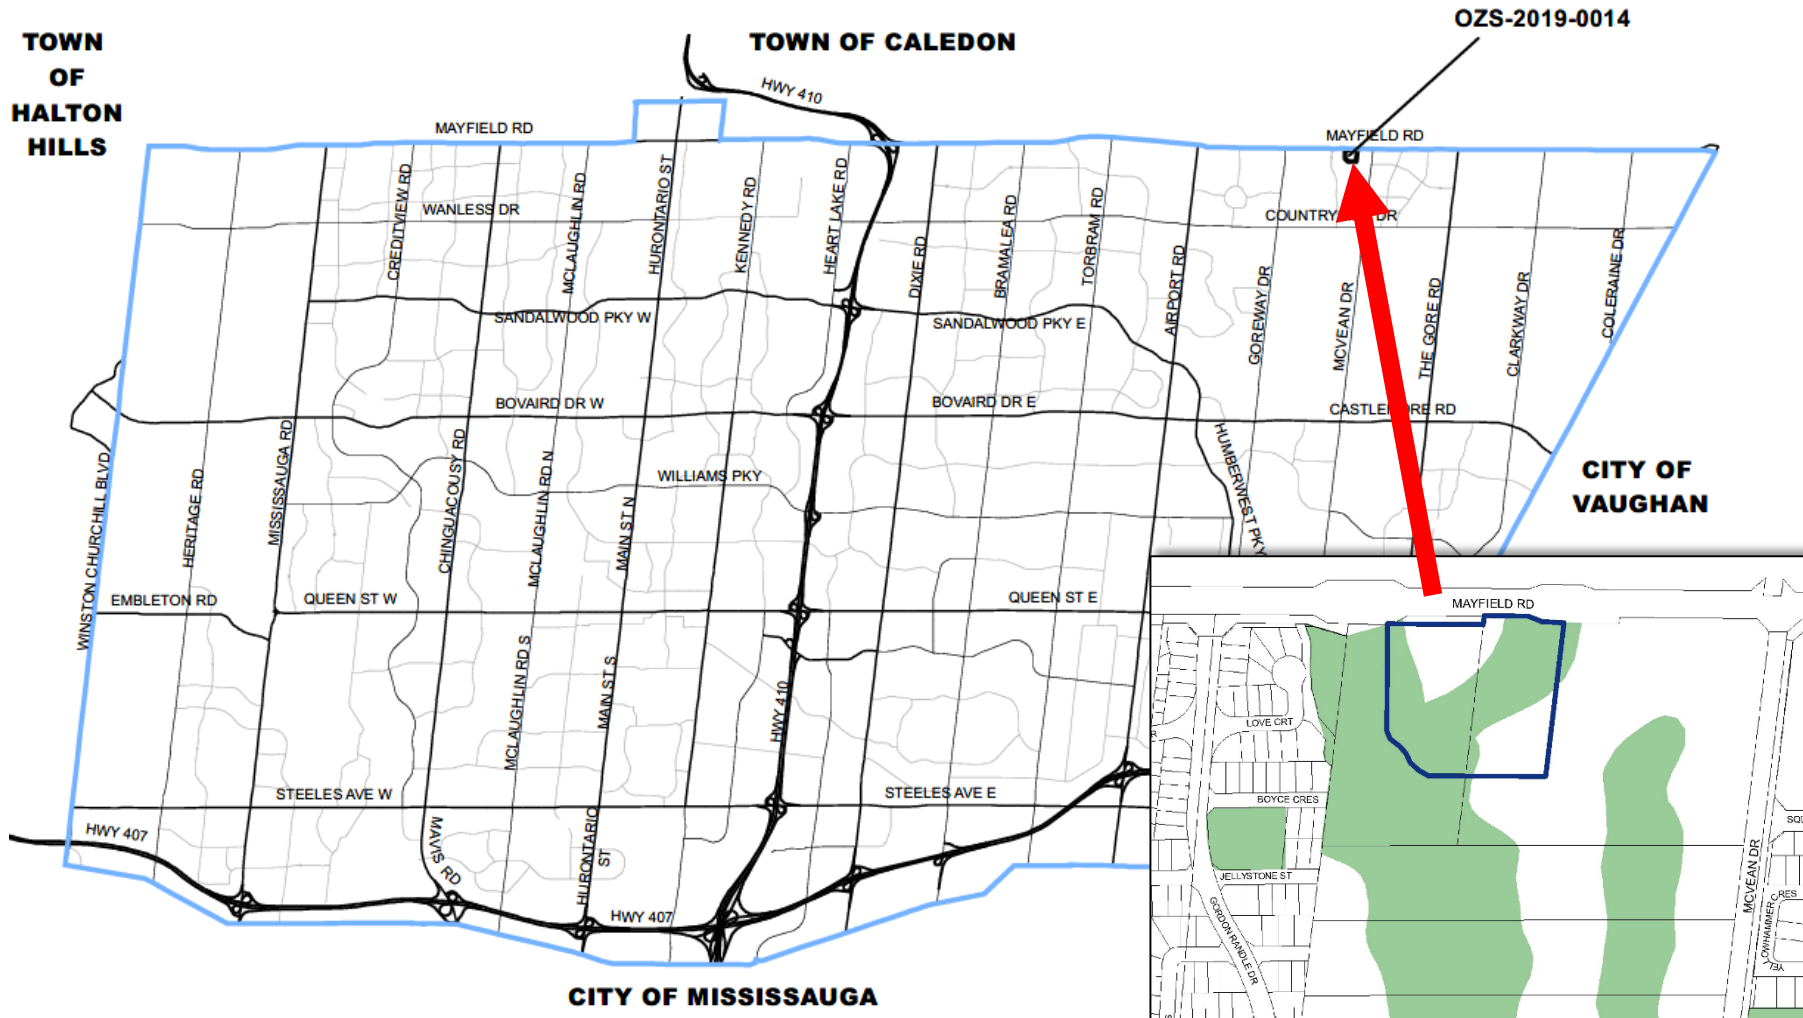 OZS-2019-0014
TOWN
OF
HALTON
HILLS
TOWN OF CALEDON
HWY 410
MAYFIELD RD
MAYFIELD RD
CREDITVIEW RD
MCLAUGHLIN RD
HURONTARIO ST
KENNEDY RD
HEART LAKE RD
WANLESS DR
DIXIE RD
BRAMALEA RD
TORBRAM RD
AIRPORT RD
COUNTRY
DR
GOREWAY DR
MCVEAN DR
THE GORE RD
CLARKWAY DR
COLERAINE DR
SANDALWOOD PKY W
SANDALWOOD PKY E
BOVAIRD DR W
BOVAIRD DR E
CASTLEMORE RD
WINSTON CHURCHILL BLVD
HERITAGE RD
MISSISSAUGA RD
CHINGUACOUSY RD
MCLAUGHLIN RD N
MAIN ST N
WILLIAMS PKY
HUMBERWEST PKY
CITY OF
VAUGHAN
EMBLETON RD
QUEEN ST W
QUEEN ST E
MCLAUGHLIN RD S
MAIN ST S
HWY 410
STEELES AVE W
STEELES AVE E
HWY 407
MAVIS RD
HURONTARIO
ST
HWY 407
CITY OF MISSISSAUGA
MAYFIELD RD
LOVE CRT
BOYCE CRES
JELLYSTONE ST
GORDON RANDLE DR
MCVEAN DR
SQU
YELLOWHAMMER
CRES